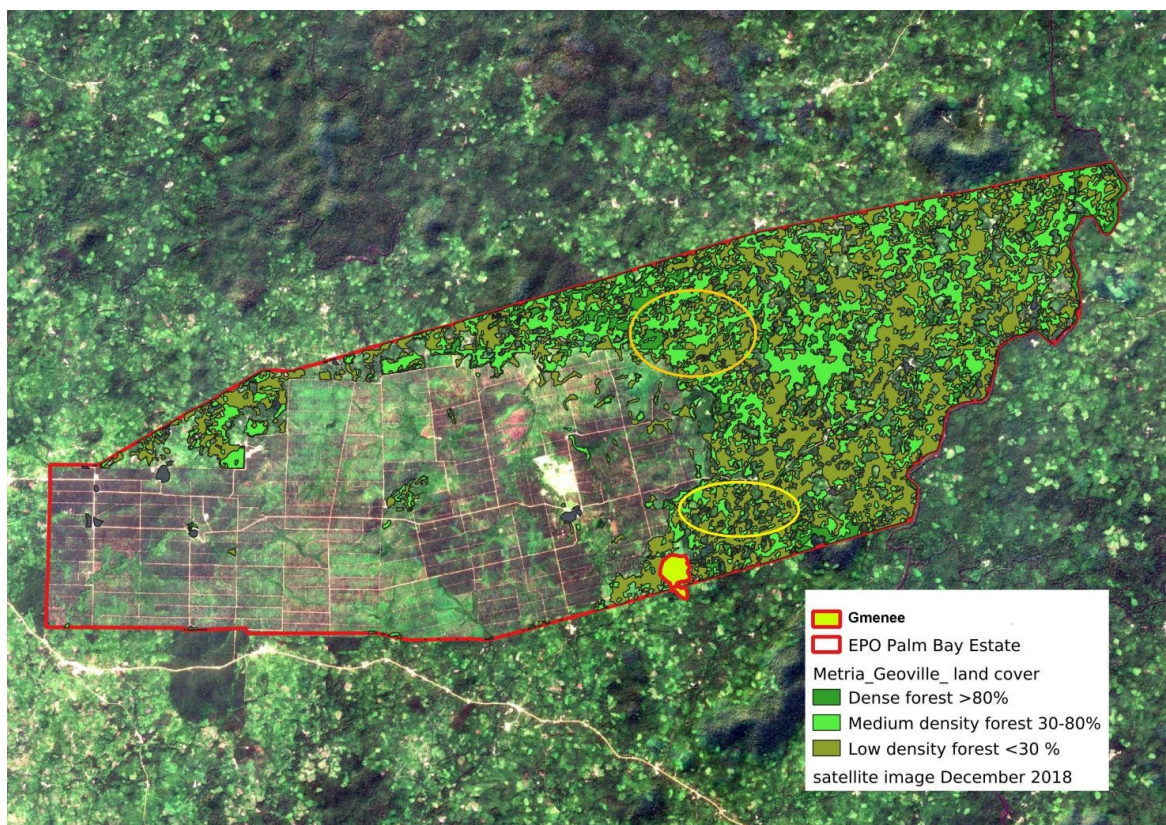 Gmenee
EPO Palm Bay Estate
Metria_Geoville_ land cover
Dense forest >80%
Medium density forest 30-80%
Low density forest <30 %
satellite image December 2018